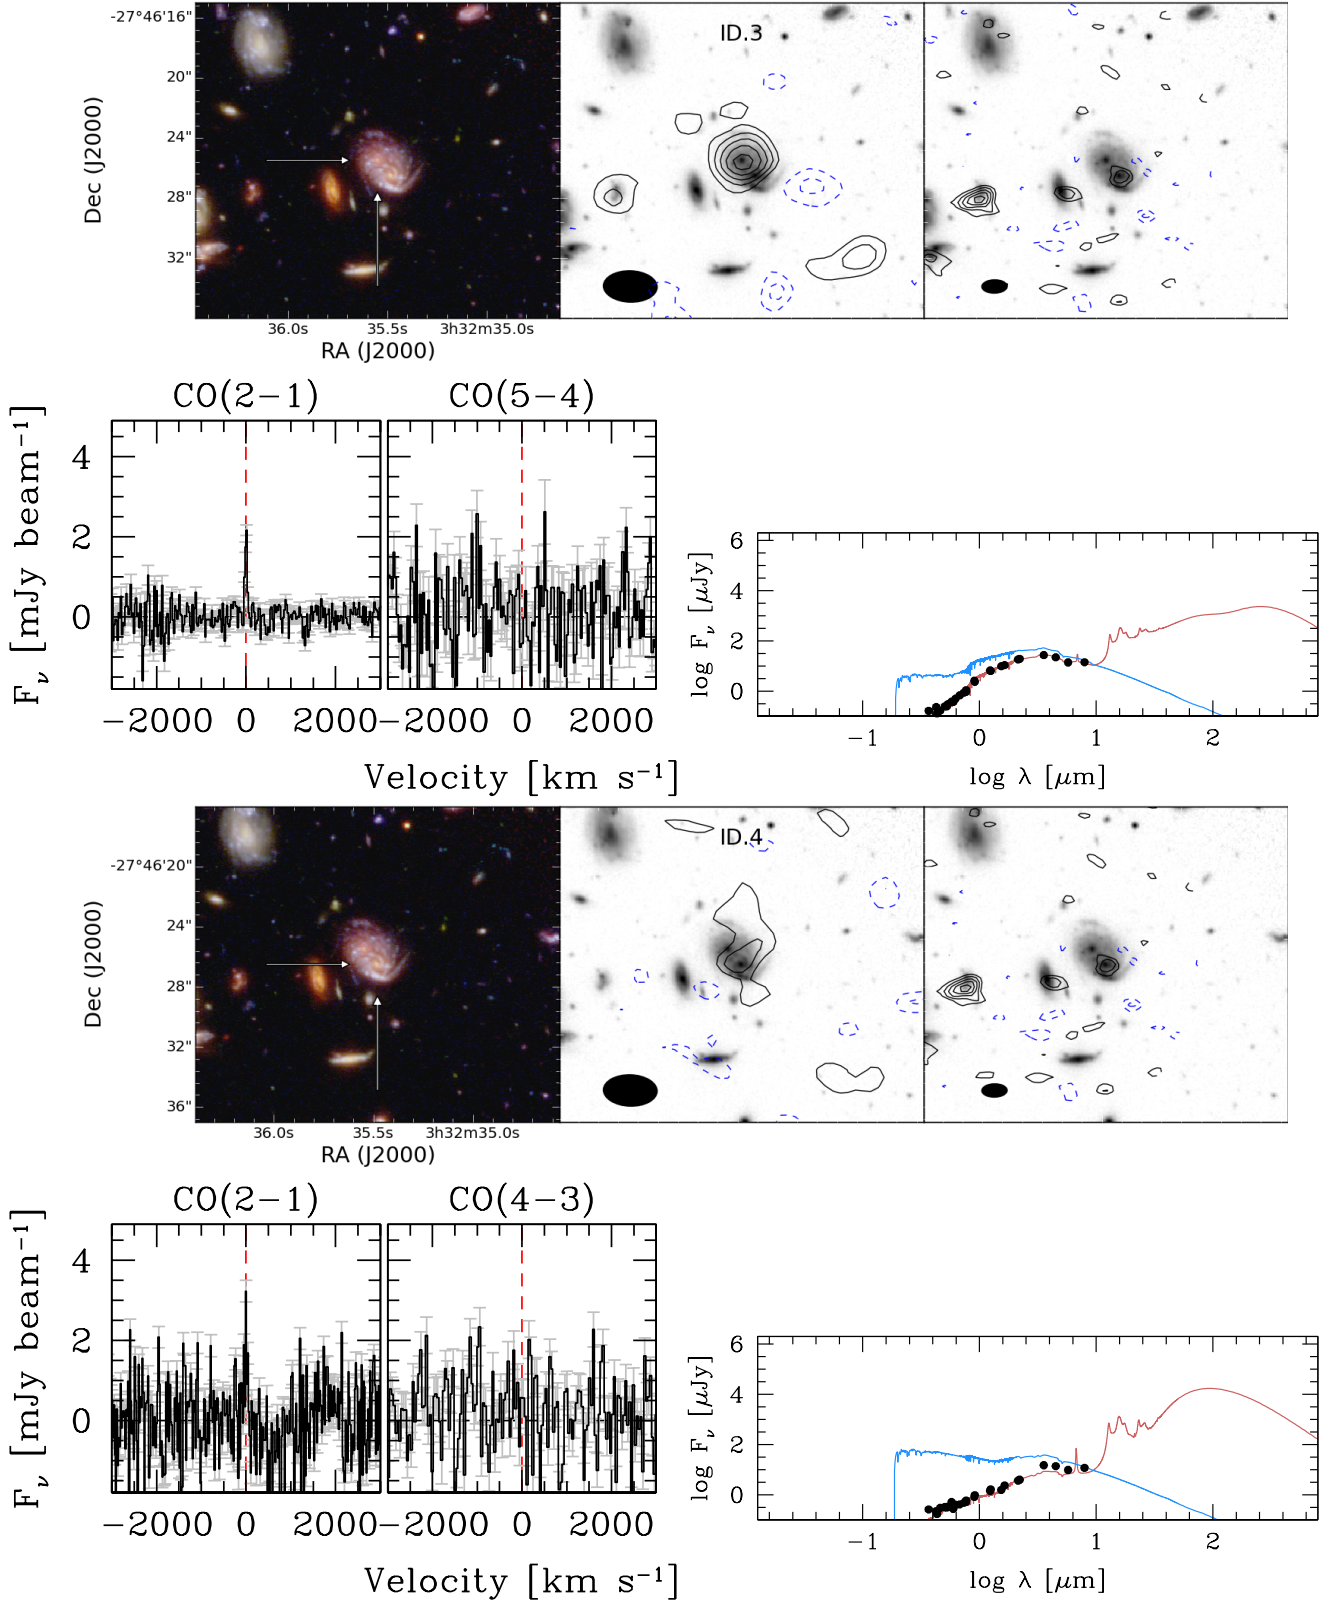 -27°46'16"
20"
24"
28"
32"
Dec (J2000)
36.0s 35.5s 3h32m35.0s
RA (J2000)
ID.3
CO(2−1) CO(5−4)
4
2
0
F_ν [mJy beam⁻¹]
−2000 0 2000 −2000 0 2000
Velocity [km s⁻¹]
6
4
2
0
log F_ν [μJy]
−1 0 1 2
log λ [μm]
-27°46'20"
24"
28"
32"
36"
Dec (J2000)
36.0s 35.5s 3h32m35.0s
RA (J2000)
ID.4
CO(2−1) CO(4−3)
4
2
0
F_ν [mJy beam⁻¹]
−2000 0 2000 −2000 0 2000
Velocity [km s⁻¹]
6
4
2
0
log F_ν [μJy]
−1 0 1 2
log λ [μm]